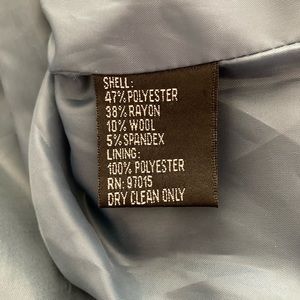 SHELL:
47% POLYESTER
38% RAYON
10% WOOL
5% SPANDEX
LINING:
100% POLYESTER
RN: 97015
DRY CLEAN ONLY